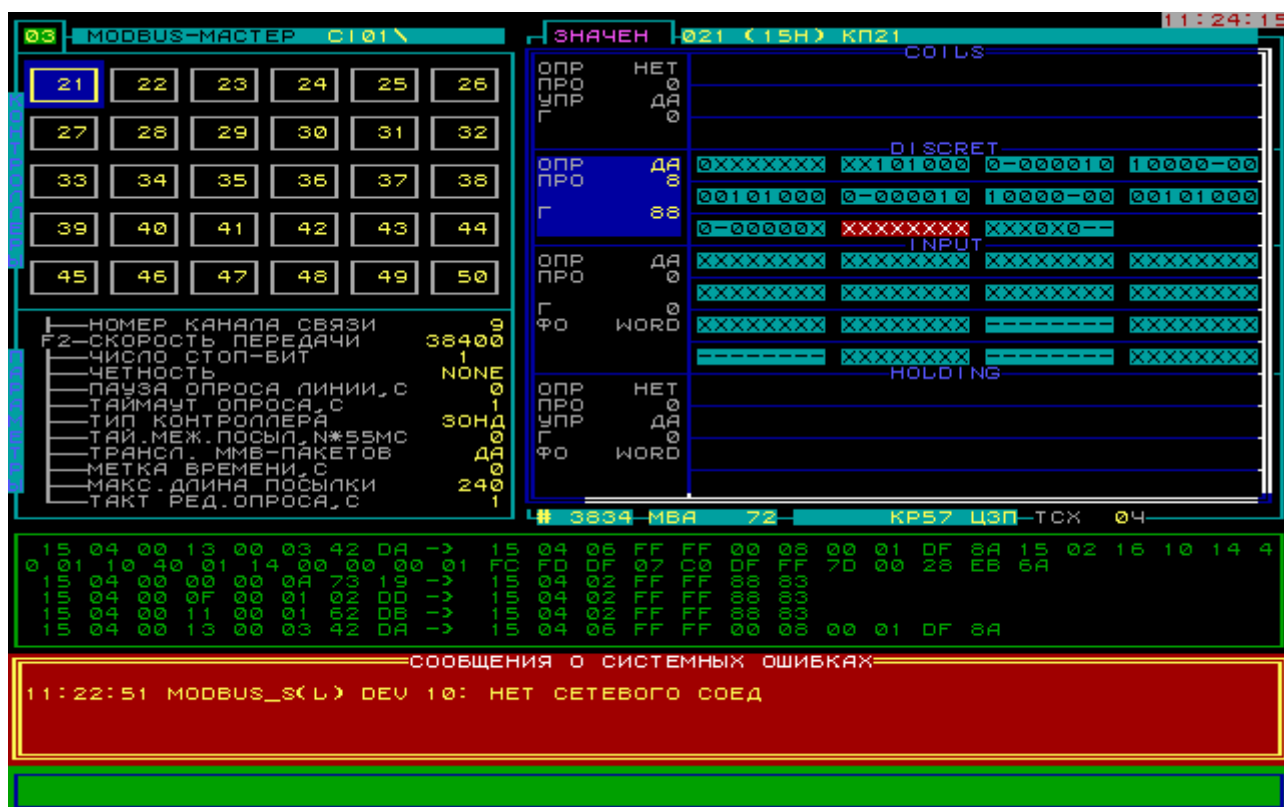 11:24:15
03 MODBUS-МАСТЕР CI01\
21 22 23 24 25 26
27 28 29 30 31 32
33 34 35 36 37 38
39 40 41 42 43 44
45 46 47 48 49 50
НОМЕР КАНАЛА СВЯЗИ 9
F2—СКОРОСТЬ ПЕРЕДАЧИ 38400
ЧИСЛО СТОП-БИТ 1
ЧЕТНОСТЬ NONE
ПАУЗА ОПРОСА ЛИНИИ,С 0
ТАЙМАУТ ОПРОСА,С 1
ТИП КОНТРОЛЛЕРА ЗОНД
ТАЙ.МЕЖ.ПОСЫЛ,N*55МС 0
ТРАНСЛ. ММВ-ПАКЕТОВ ДА
МЕТКА ВРЕМЕНИ,С 0
МАКС.ДЛИНА ПОСЫЛКИ 240
ТАКТ РЕД.ОПРОСА,С 1
ЗНАЧЕН 021 (15H) КП21
COILS
ОПР НЕТ
ПРО 0
УПР ДА
Г 0
DISCRET
ОПР ДА 0XXXXXXX XX101000 0-000010 10000-00
ПРО 8
00101000 0-000010 10000-00 00101000
Г 88
0-00000X XXXXXXXX XXX0X0--
INPUT
ОПР ДА XXXXXXXX XXXXXXXX XXXXXXXX XXXXXXXX
ПРО 0
XXXXXXXX XXXXXXXX XXXXXXXX XXXXXXXX
Г 0
ФО WORD XXXXXXXX XXXXXXXX -------- XXXXXXXX
-------- XXXXXXXX -------- XXXXXXXX
HOLDING
ОПР НЕТ
ПРО 0
УПР ДА
Г 0
ФО WORD
# 3834 МВА 72 КР57 ЦЗП ТСХ 0Ч
15 04 00 13 00 03 42 DA -> 15 04 06 FF FF 00 08 00 01 DF 8A 15 02 16 10 14 4
0 01 10 40 01 14 00 00 00 01 FC FD DF 07 C0 DF FF 7D 00 28 EB 6A
15 04 00 00 00 0A 73 19 -> 15 04 02 FF FF 88 83
15 04 00 0F 00 01 02 DD -> 15 04 02 FF FF 88 83
15 04 00 11 00 01 62 DB -> 15 04 02 FF FF 88 83
15 04 00 13 00 03 42 DA -> 15 04 06 FF FF 00 08 00 01 DF 8A
СООБЩЕНИЯ О СИСТЕМНЫХ ОШИБКАХ
11:22:51 MODBUS_S(L) DEV 10: НЕТ СЕТЕВОГО СОЕД